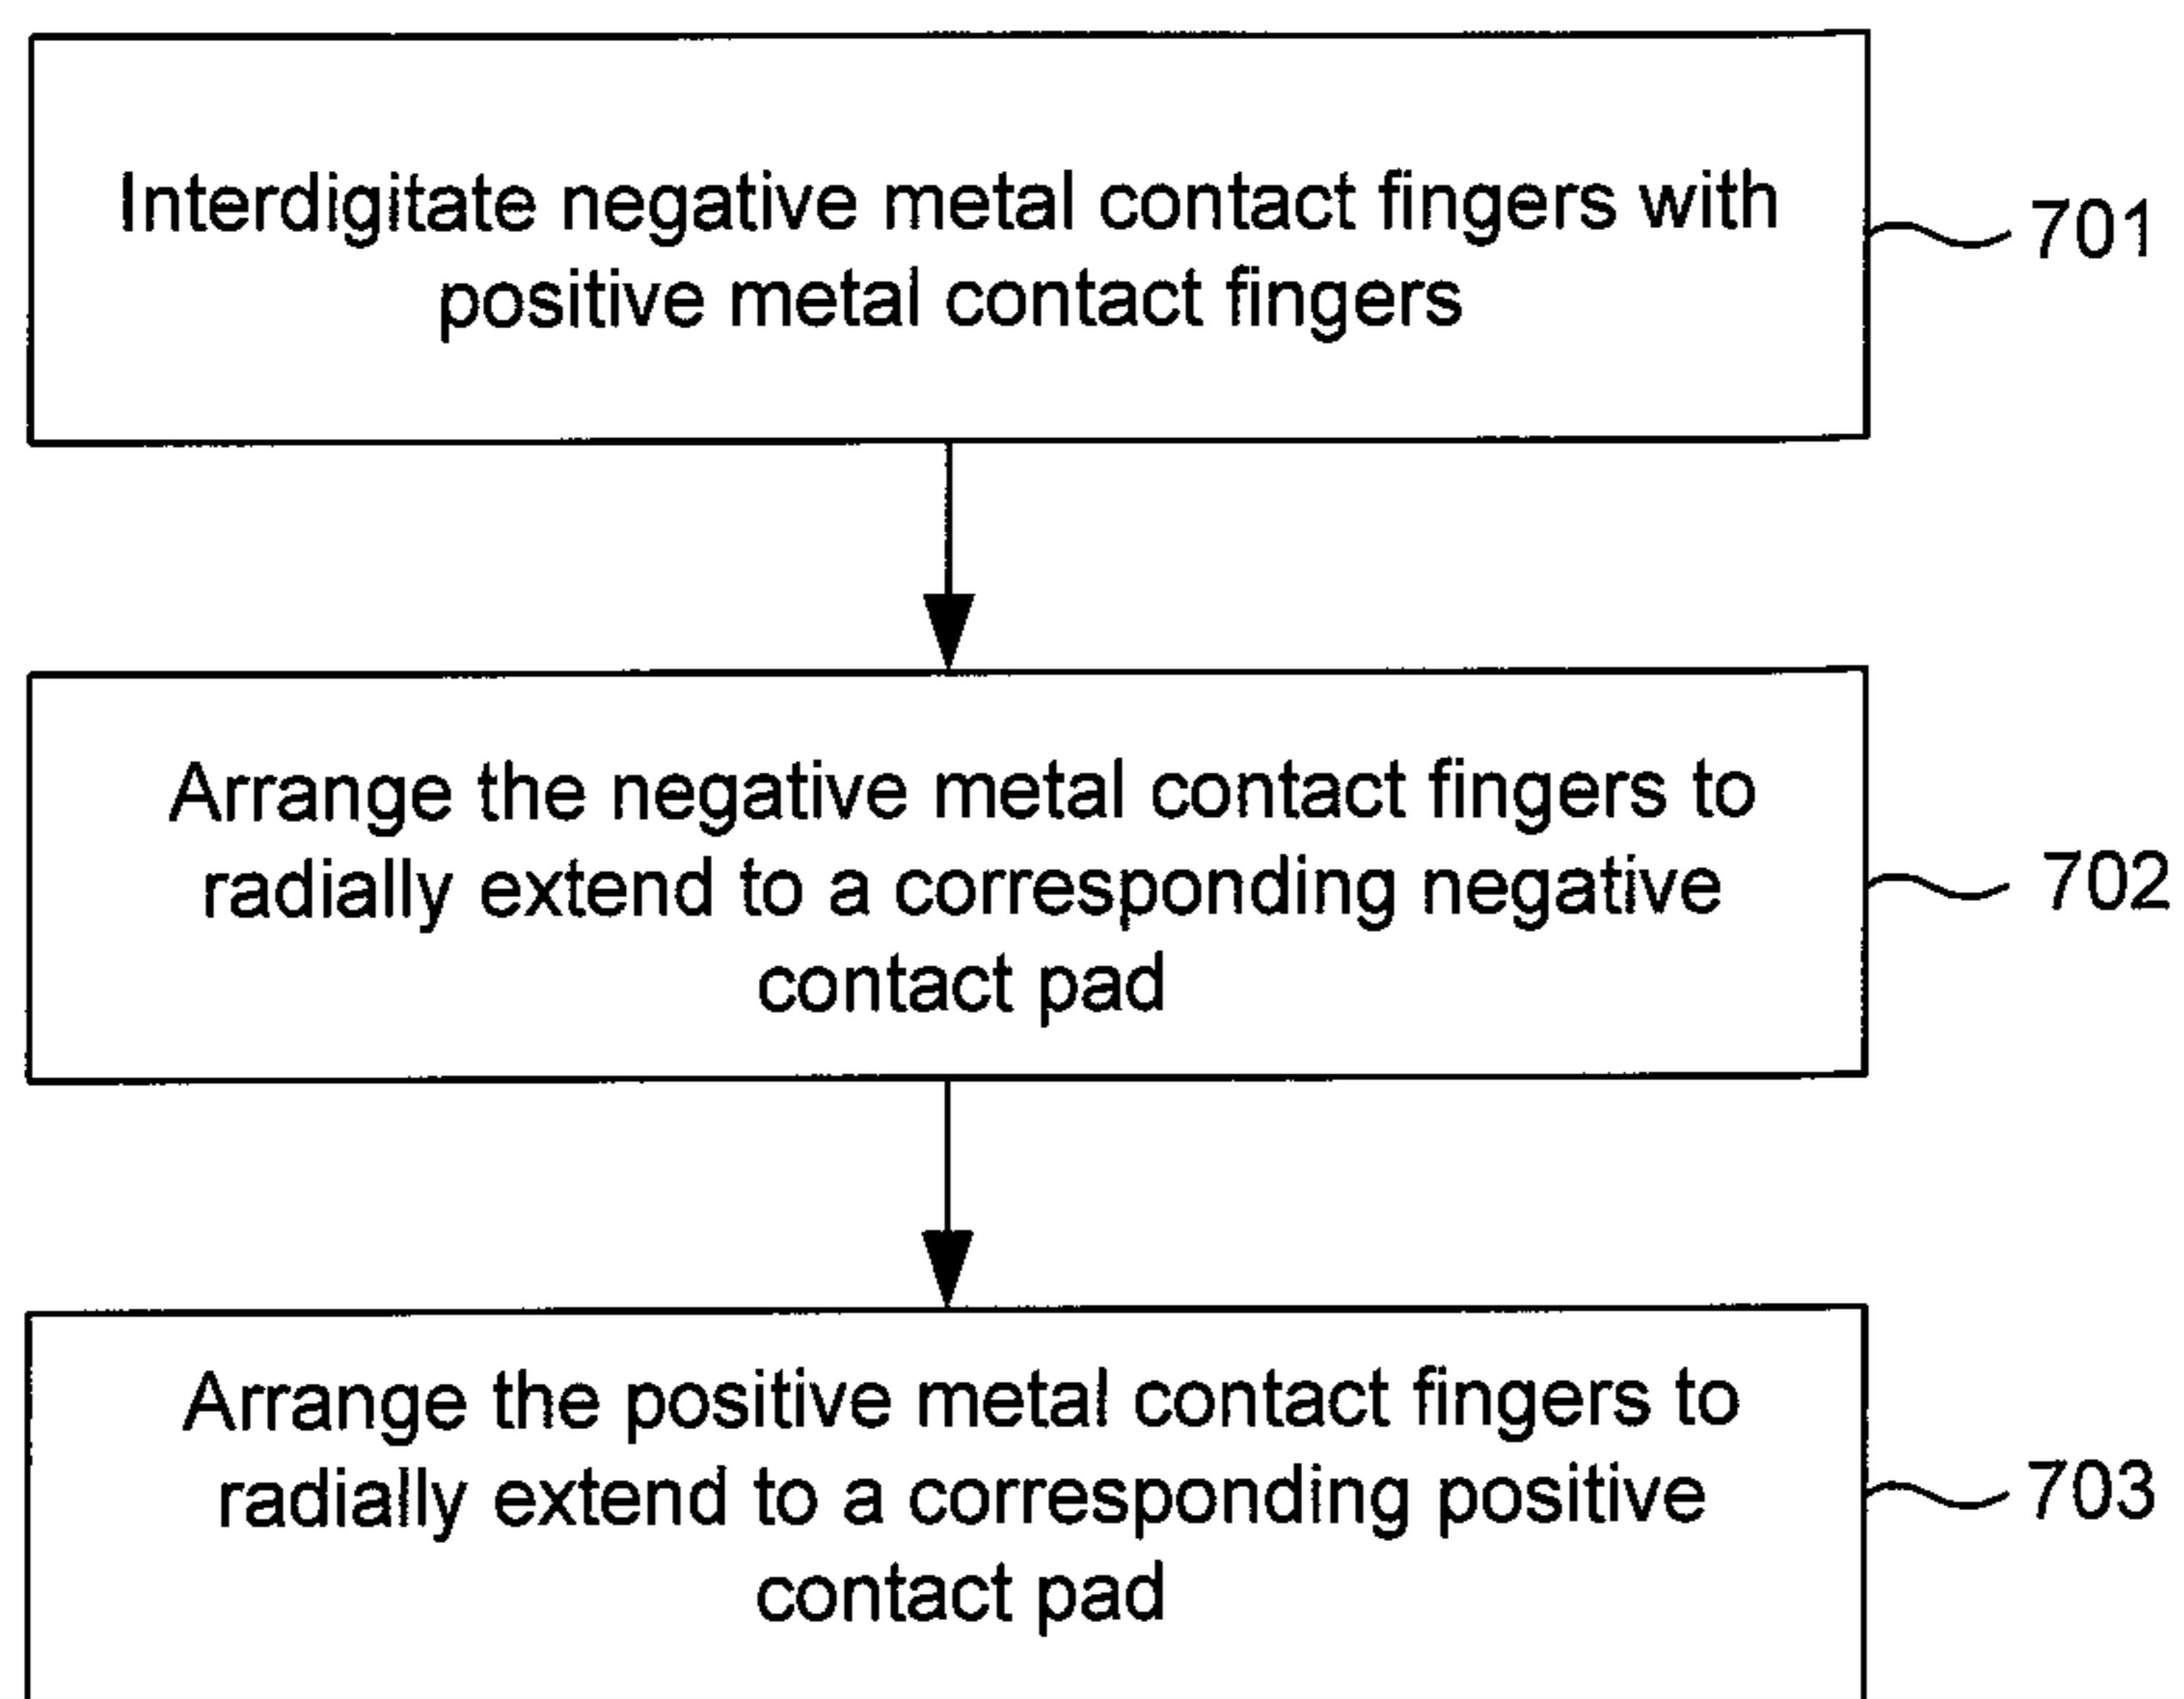 Interdigitate negative metal contact fingers with
positive metal contact fingers
701
Arrange the negative metal contact fingers to
radially extend to a corresponding negative
contact pad
702
Arrange the positive metal contact fingers to
radially extend to a corresponding positive
contact pad
703